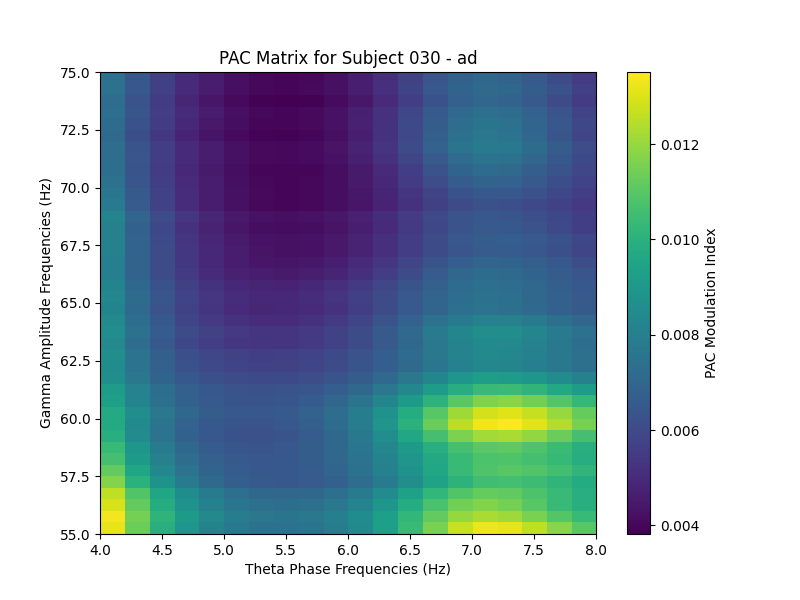 PAC Matrix for Subject 030 - ad
75.0
72.5
70.0
67.5
65.0
62.5
60.0
57.5
55.0
Gamma Amplitude Frequencies (Hz)
4.0 4.5 5.0 5.5 6.0 6.5 7.0 7.5 8.0
Theta Phase Frequencies (Hz)
0.012
0.010
0.008
0.006
0.004
PAC Modulation Index